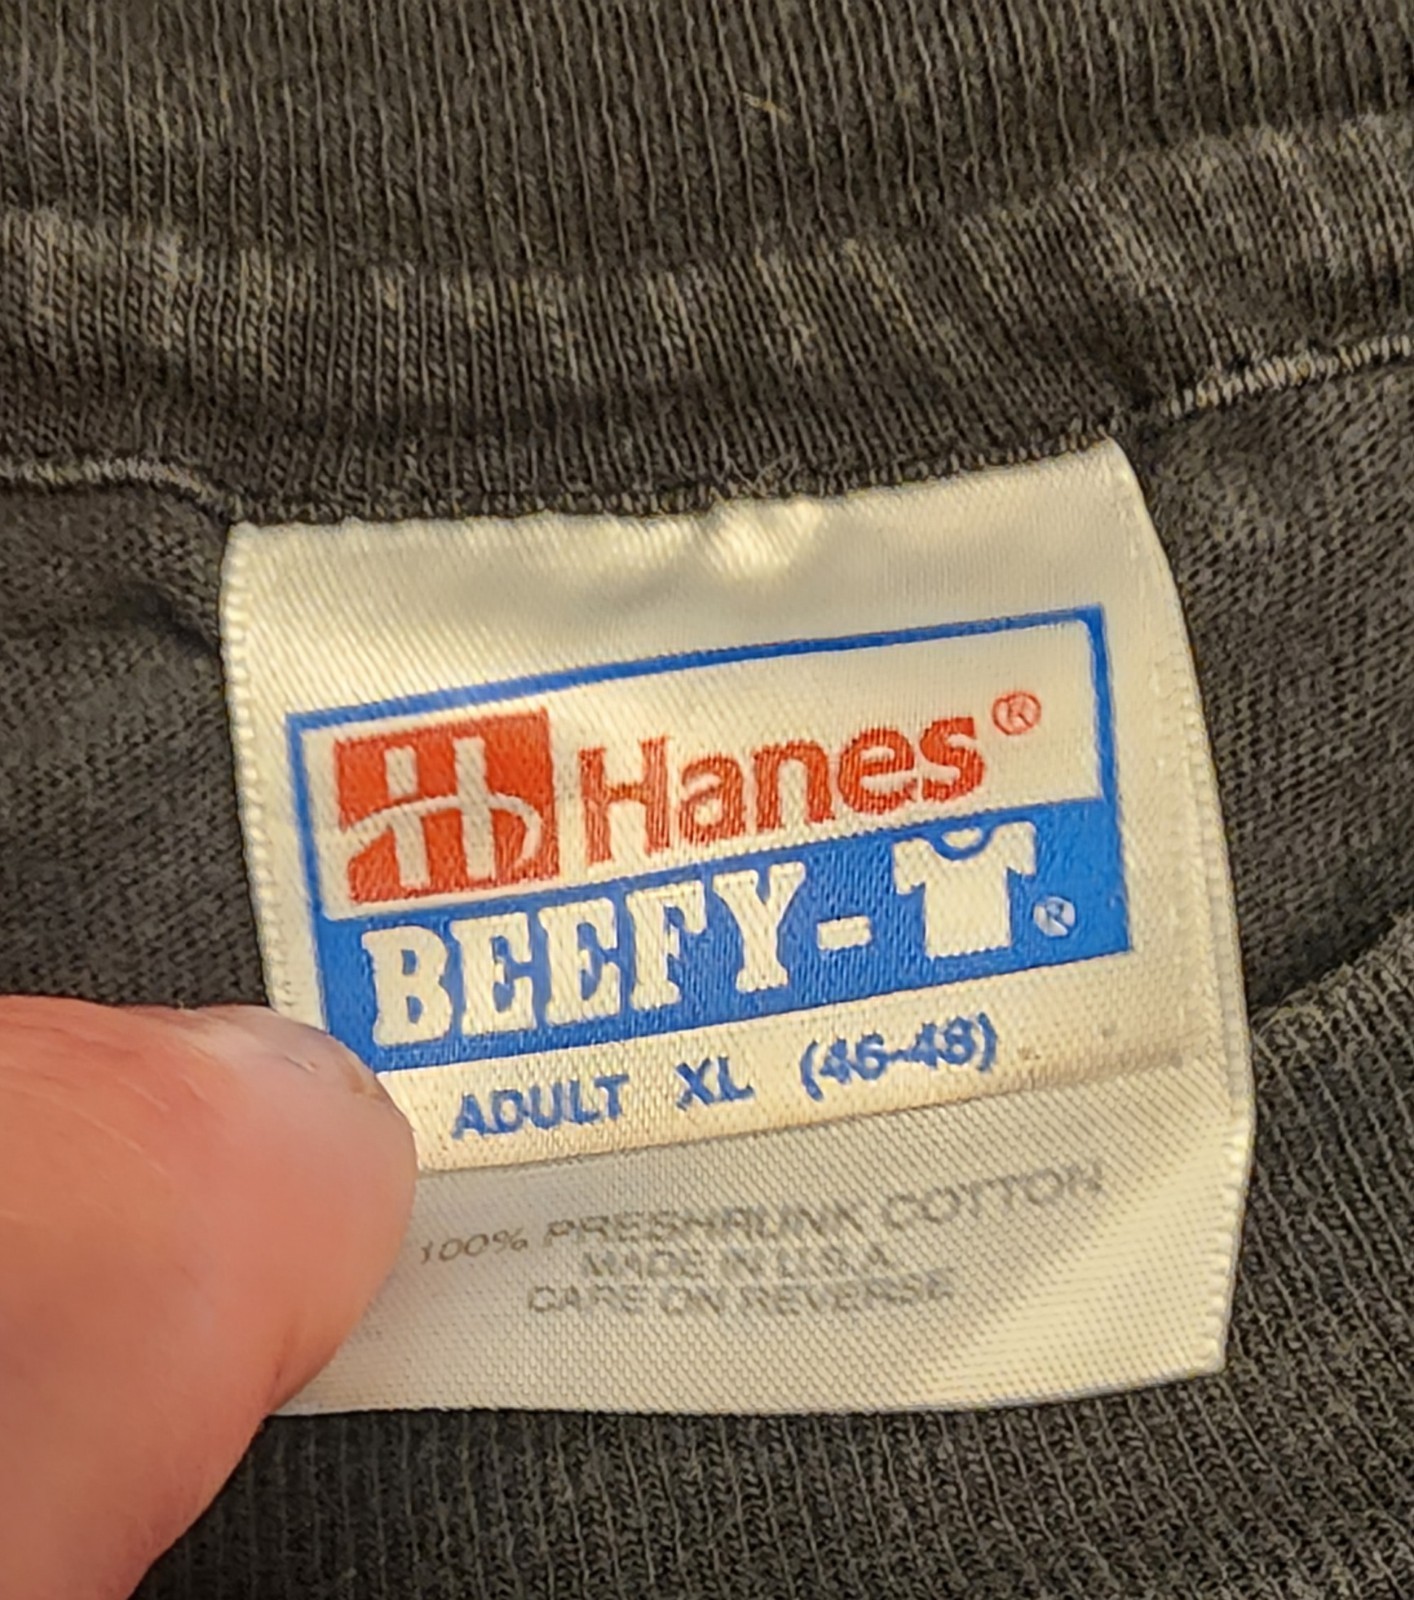 H Hanes®
BEEFY-T®
ADULT XL (46-48)
100% PRESHRUNK COTTON
MADE IN U.S.A.
CARE ON REVERSE